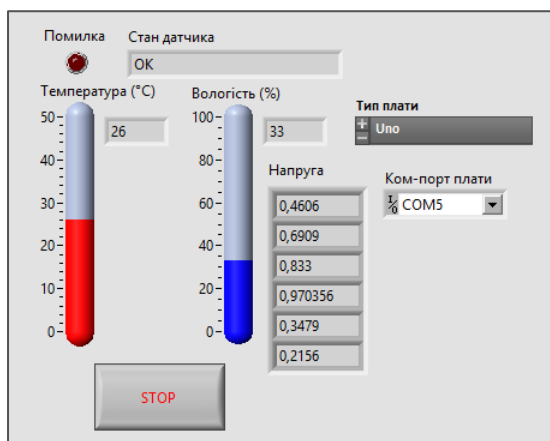 Помилка
Стан датчика
OK
Температура (°C)
Вологість (%)
50
40
30
20
10
0
26
100
80
60
40
20
0
33
Тип плати
Uno
Напруга
0,4606
0,6909
0,833
0,970356
0,3479
0,2156
Ком-порт плати
I/O COM5
STOP